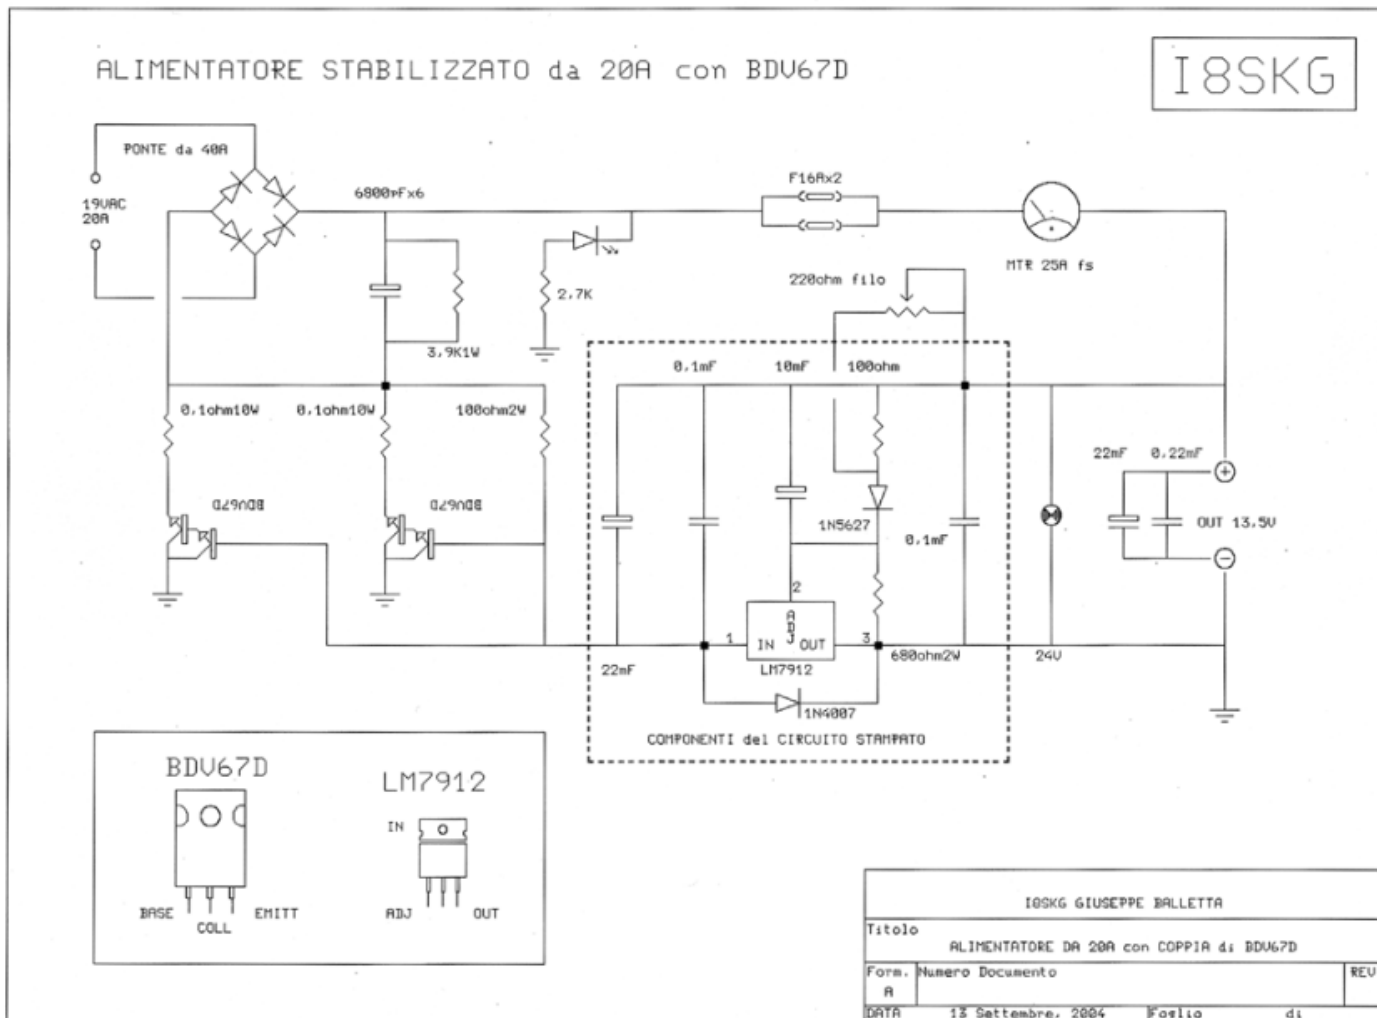 ALIMENTATORE STABILIZZATO da 20A con BDV67D
I8SKG
PONTE da 40A
19VAC
20A
6800pFx6
F16Ax2
MTR 25A fs
2,7K
220ohm filo
3,9K1W
0,1mF
10mF
100ohm
0,1ohm10W
0,1ohm10W
100ohm2W
22mF
0,22mF
BDV67D
BDV67D
1N5627
0,1mF
OUT 13,5V
2
ADJ
1
IN
OUT
3
LM7912
680ohm2W
24V
22mF
1N4007
COMPONENTI del CIRCUITO STAMPATO
BDV67D
LM7912
IN
BASE
COLL
EMITT
ADJ
OUT
I8SKG GIUSEPPE BALLETTA
Titolo
ALIMENTATORE DA 20A con COPPIA di BDV67D
Form.
A
Numero Documento
REV
DATA
13 Settembre, 2004
Foglio
di